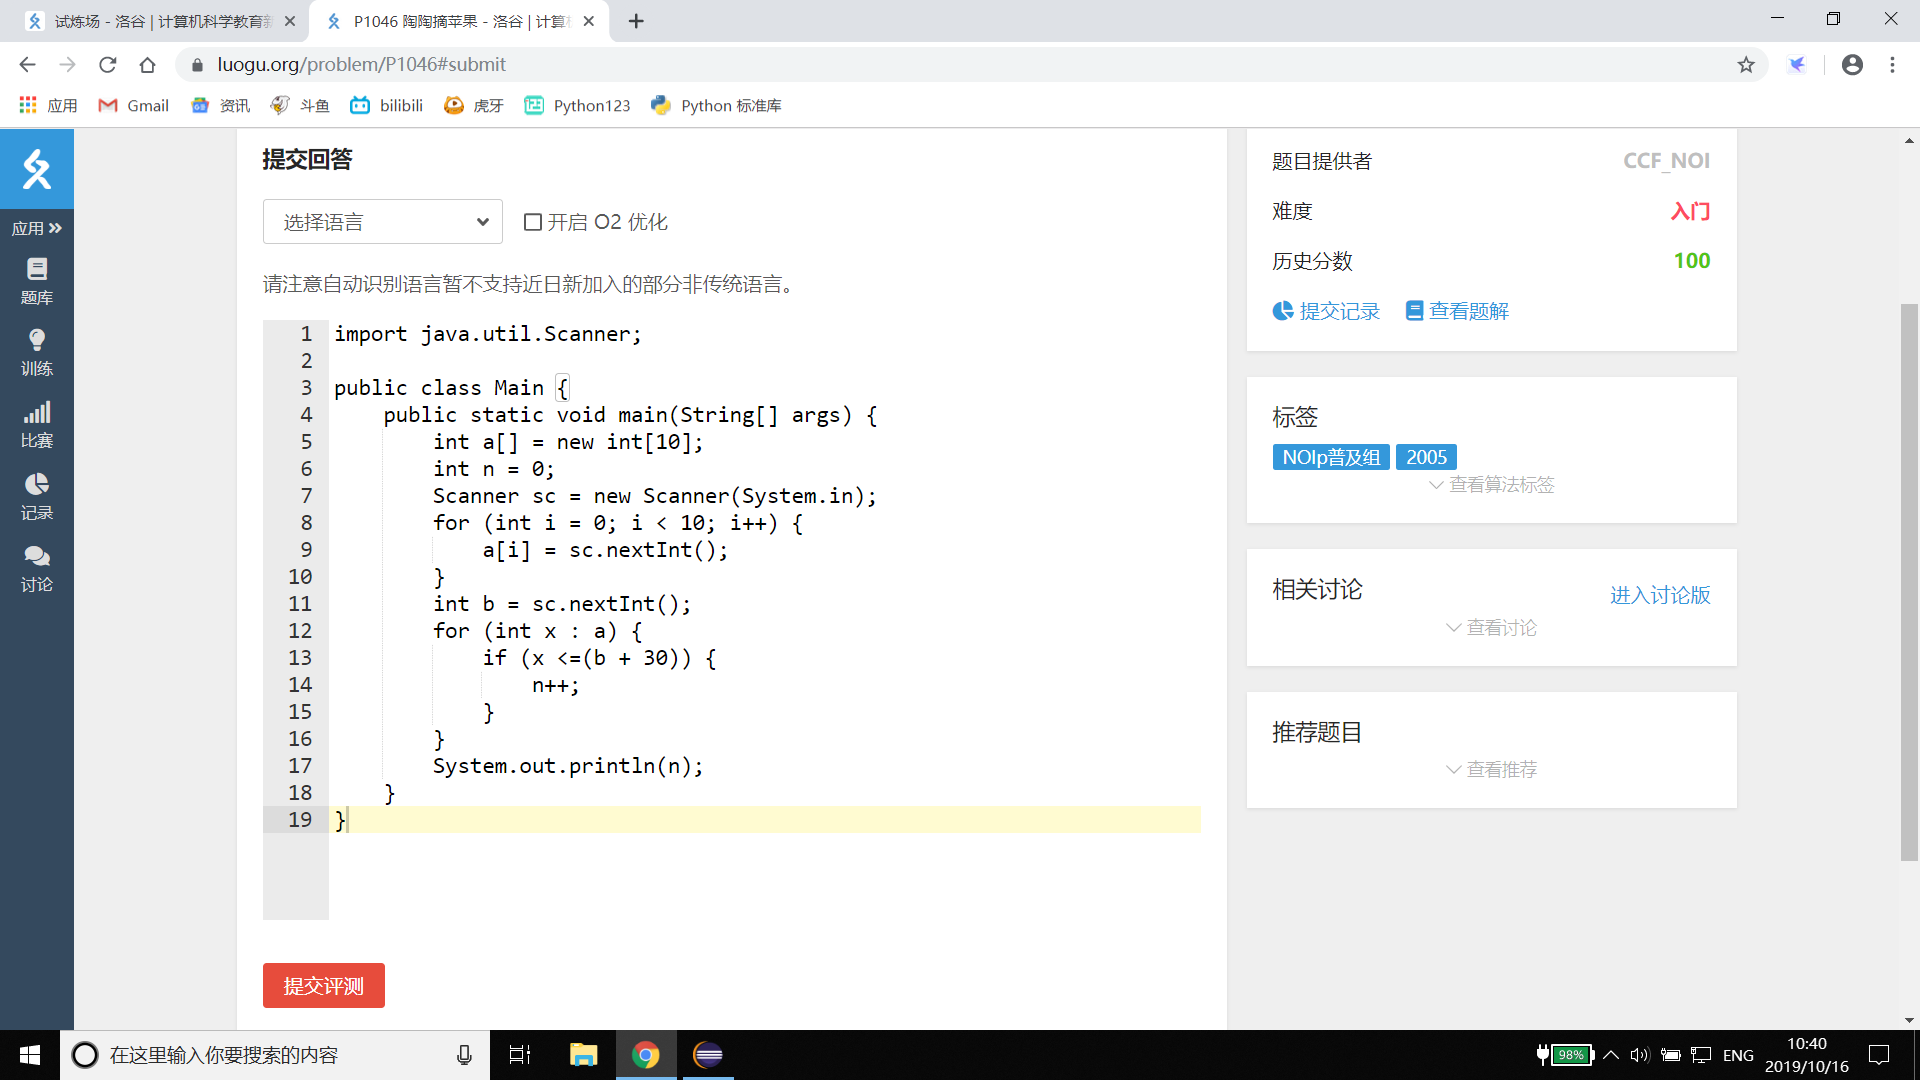 试炼场 - 洛谷 | 计算机科学教育新
P1046 陶陶摘苹果 - 洛谷 | 计算机
luogu.org/problem/P1046#submit
应用 Gmail 资讯 斗鱼 bilibili 虎牙 Python123 Python 标准库
应用
题库
训练
比赛
记录
讨论
提交回答
选择语言
开启 O2 优化
请注意自动识别语言暂不支持近日新加入的部分非传统语言。
1 import java.util.Scanner;
2
3 public class Main {
4     public static void main(String[] args) {
5         int a[] = new int[10];
6         int n = 0;
7         Scanner sc = new Scanner(System.in);
8         for (int i = 0; i < 10; i++) {
9             a[i] = sc.nextInt();
10         }
11         int b = sc.nextInt();
12         for (int x : a) {
13             if (x <=(b + 30)) {
14                 n++;
15             }
16         }
17         System.out.println(n);
18     }
19 }
提交评测
题目提供者 CCF_NOI
难度 入门
历史分数 100
提交记录 查看题解
标签
NOIp普及组 2005
查看算法标签
相关讨论 进入讨论版
查看讨论
推荐题目
查看推荐
在这里输入你要搜索的内容
98%
ENG
10:40
2019/10/16